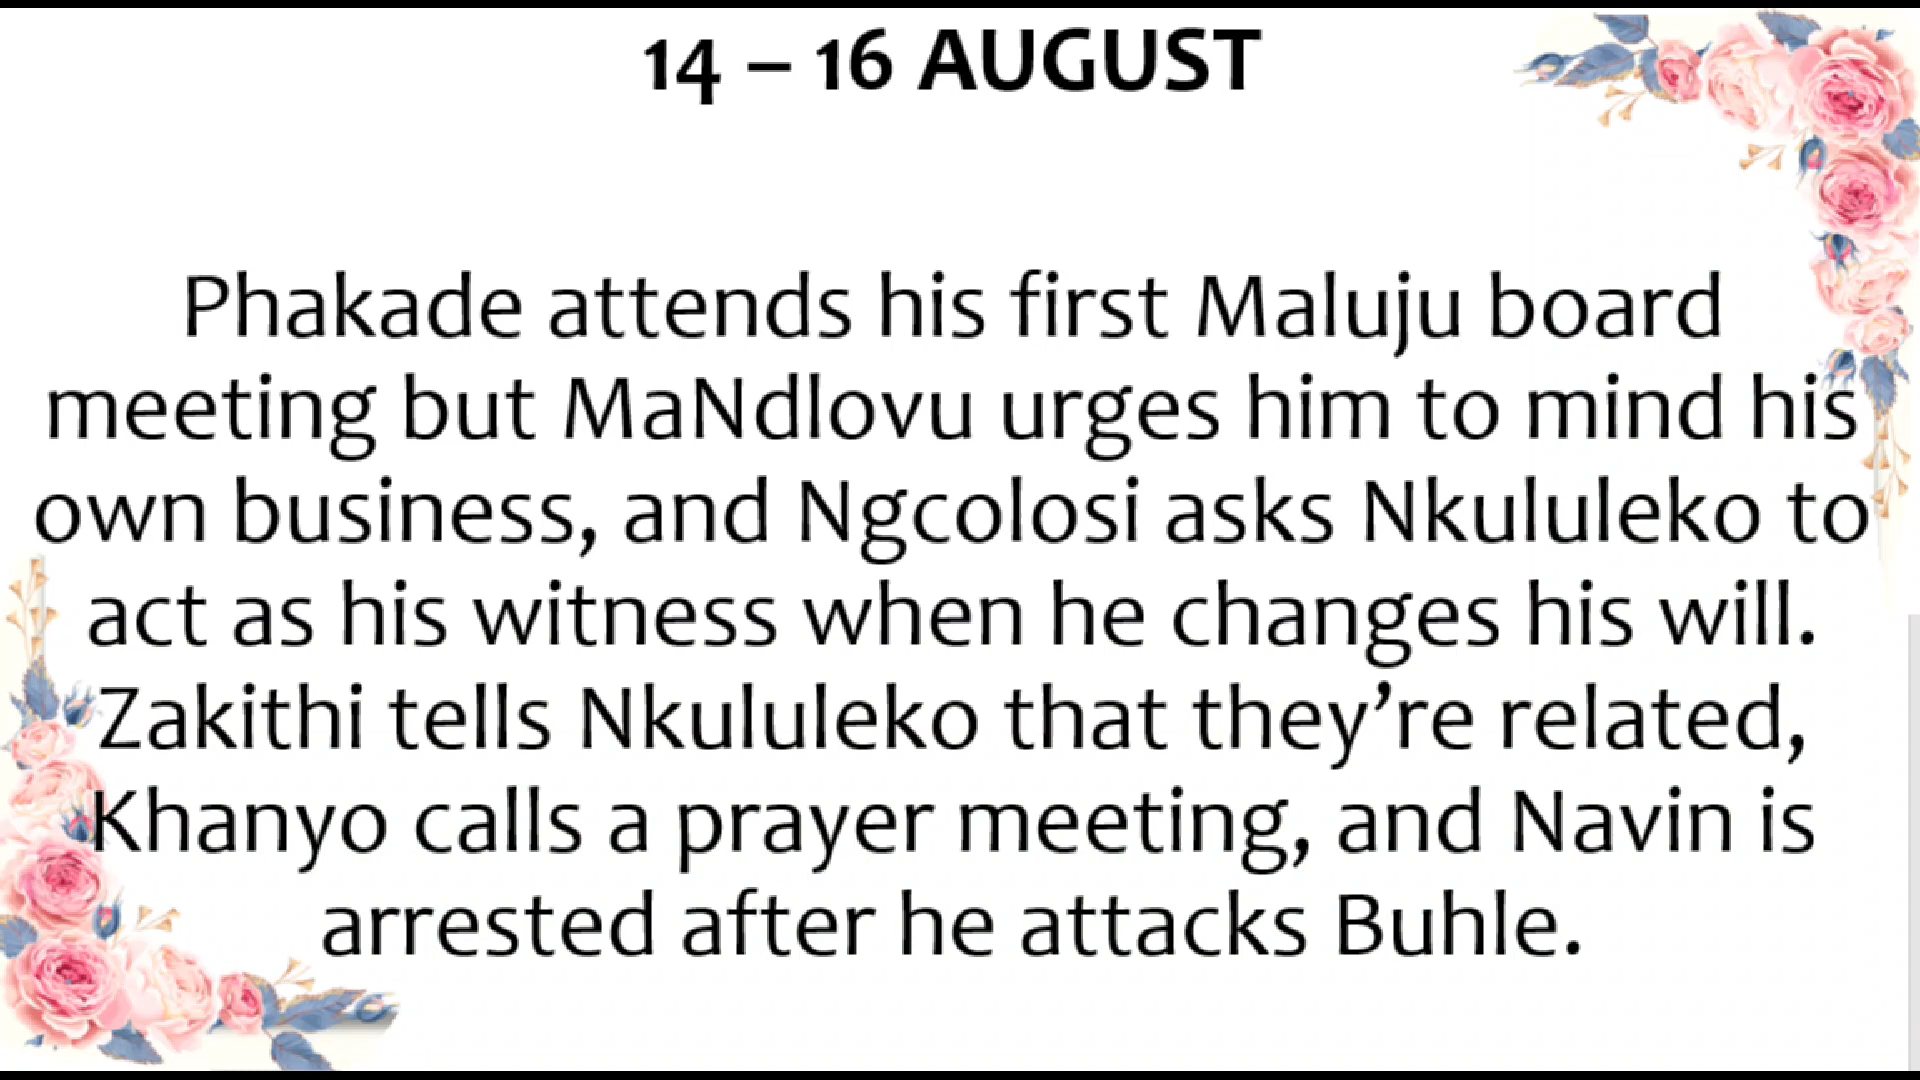 14 – 16 AUGUST
Phakade attends his first Maluju board
meeting but MaNdlovu urges him to mind his
own business, and Ngcolosi asks Nkululeko to
act as his witness when he changes his will.
Zakithi tells Nkululeko that they’re related,
Khanyo calls a prayer meeting, and Navin is
arrested after he attacks Buhle.